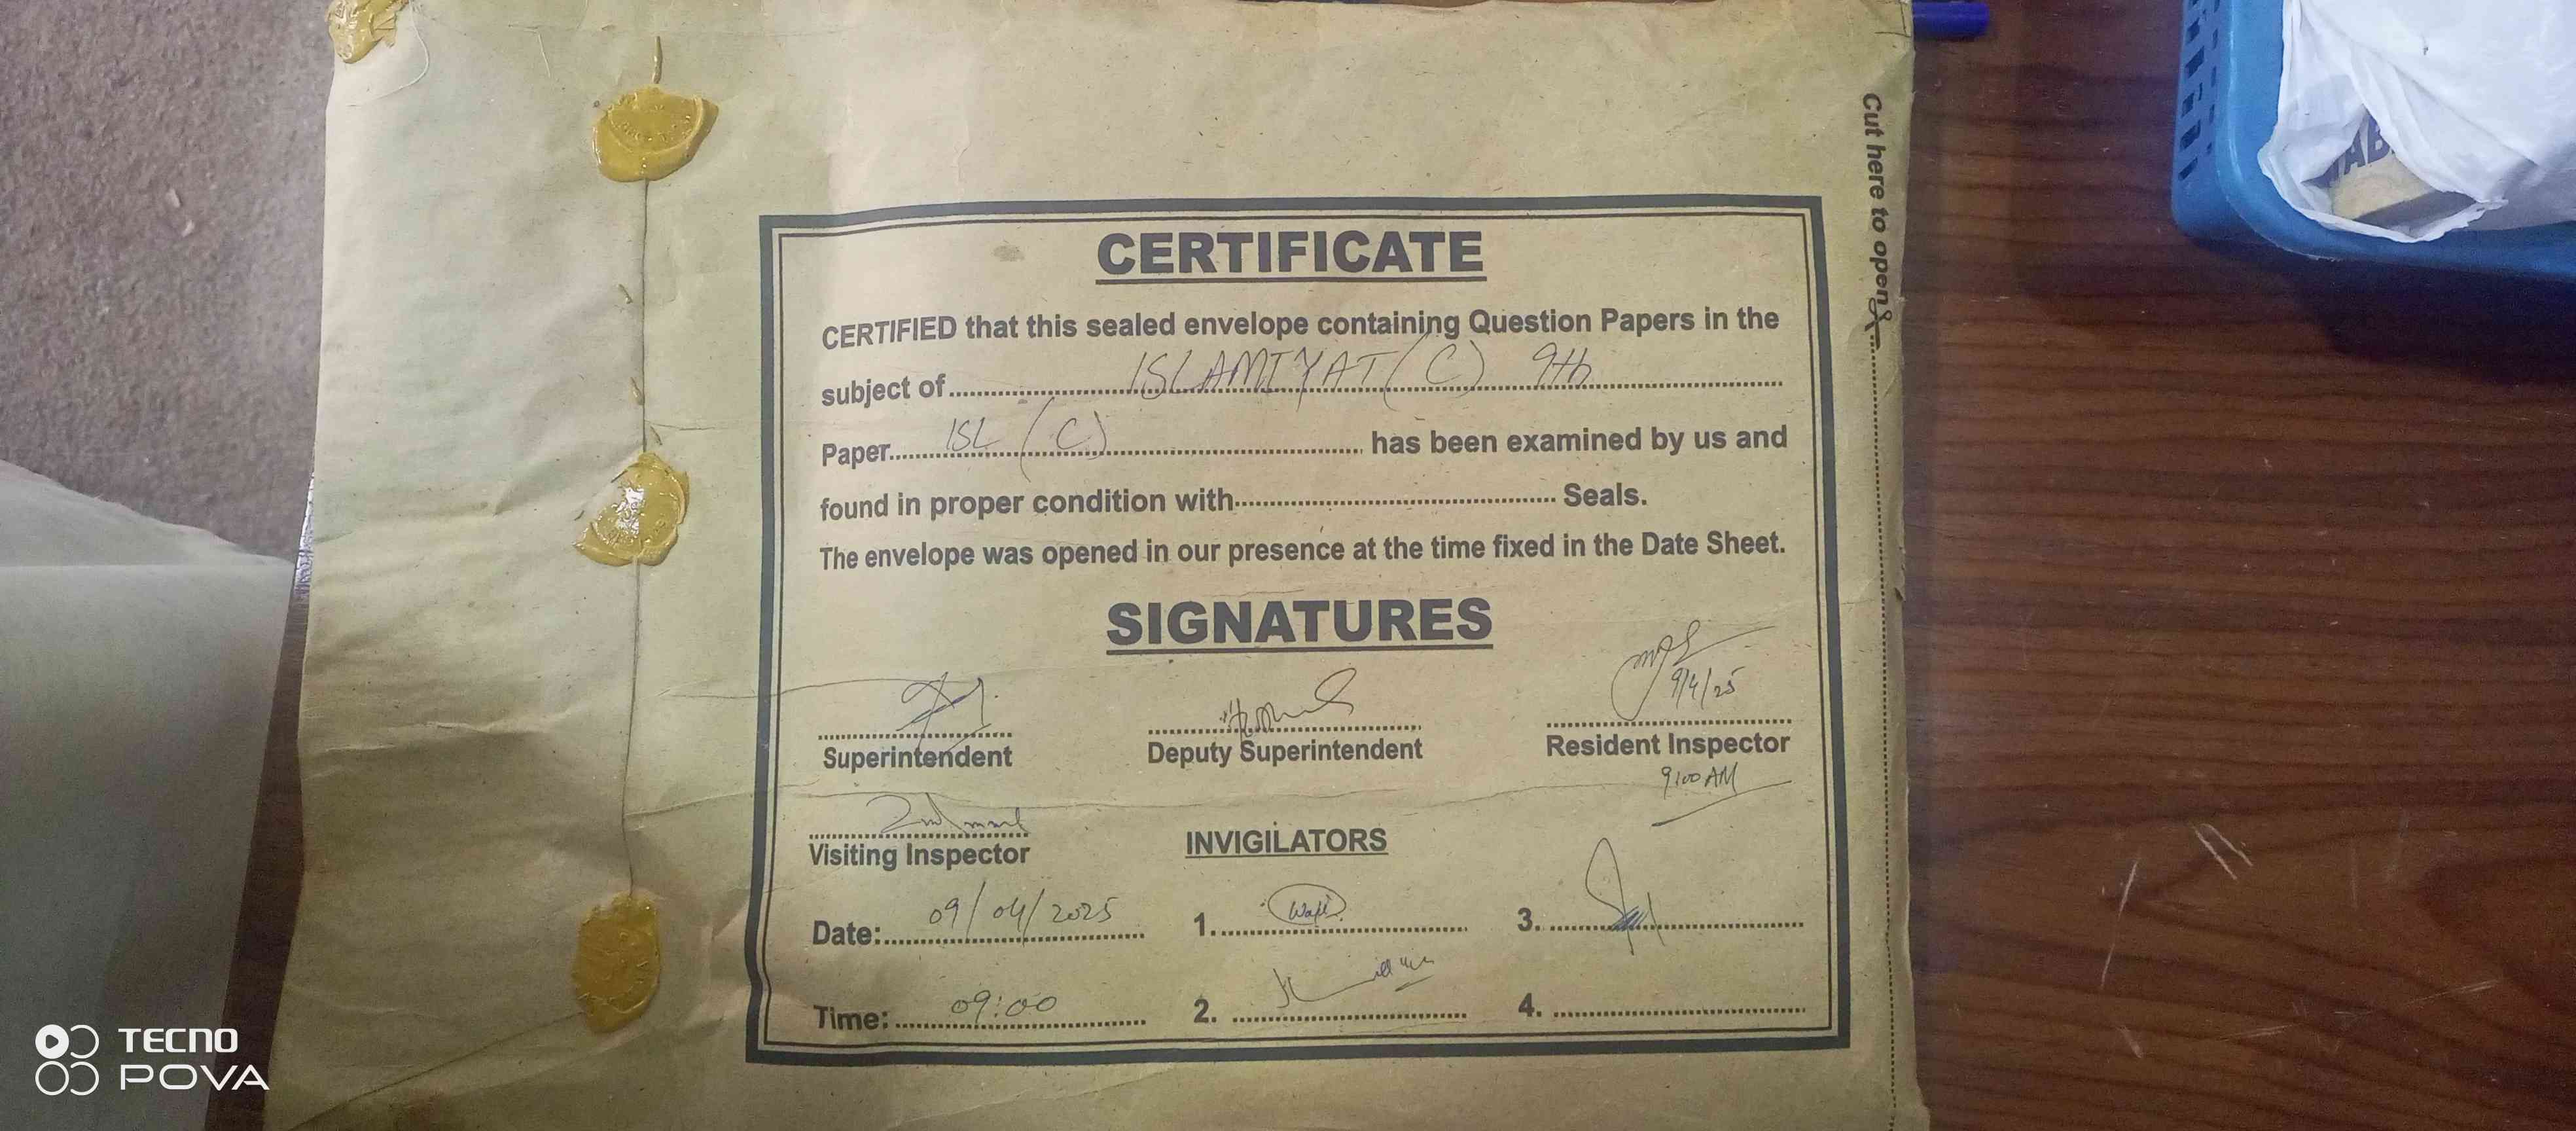 CERTIFICATE
CERTIFIED that this sealed envelope containing Question Papers in the
subject of ISLAMIYAT (C) 9th
Paper ISL (C) has been examined by us and
found in proper condition with Seals.
The envelope was opened in our presence at the time fixed in the Date Sheet.
SIGNATURES
9/4/25
Superintendent Deputy Superintendent Resident Inspector
9:00 AM
Visiting Inspector INVIGILATORS
Date: 09/04/2025 1. 3.
Time: 09:00 2. 4.
Cut here to open
TECNO
POVA